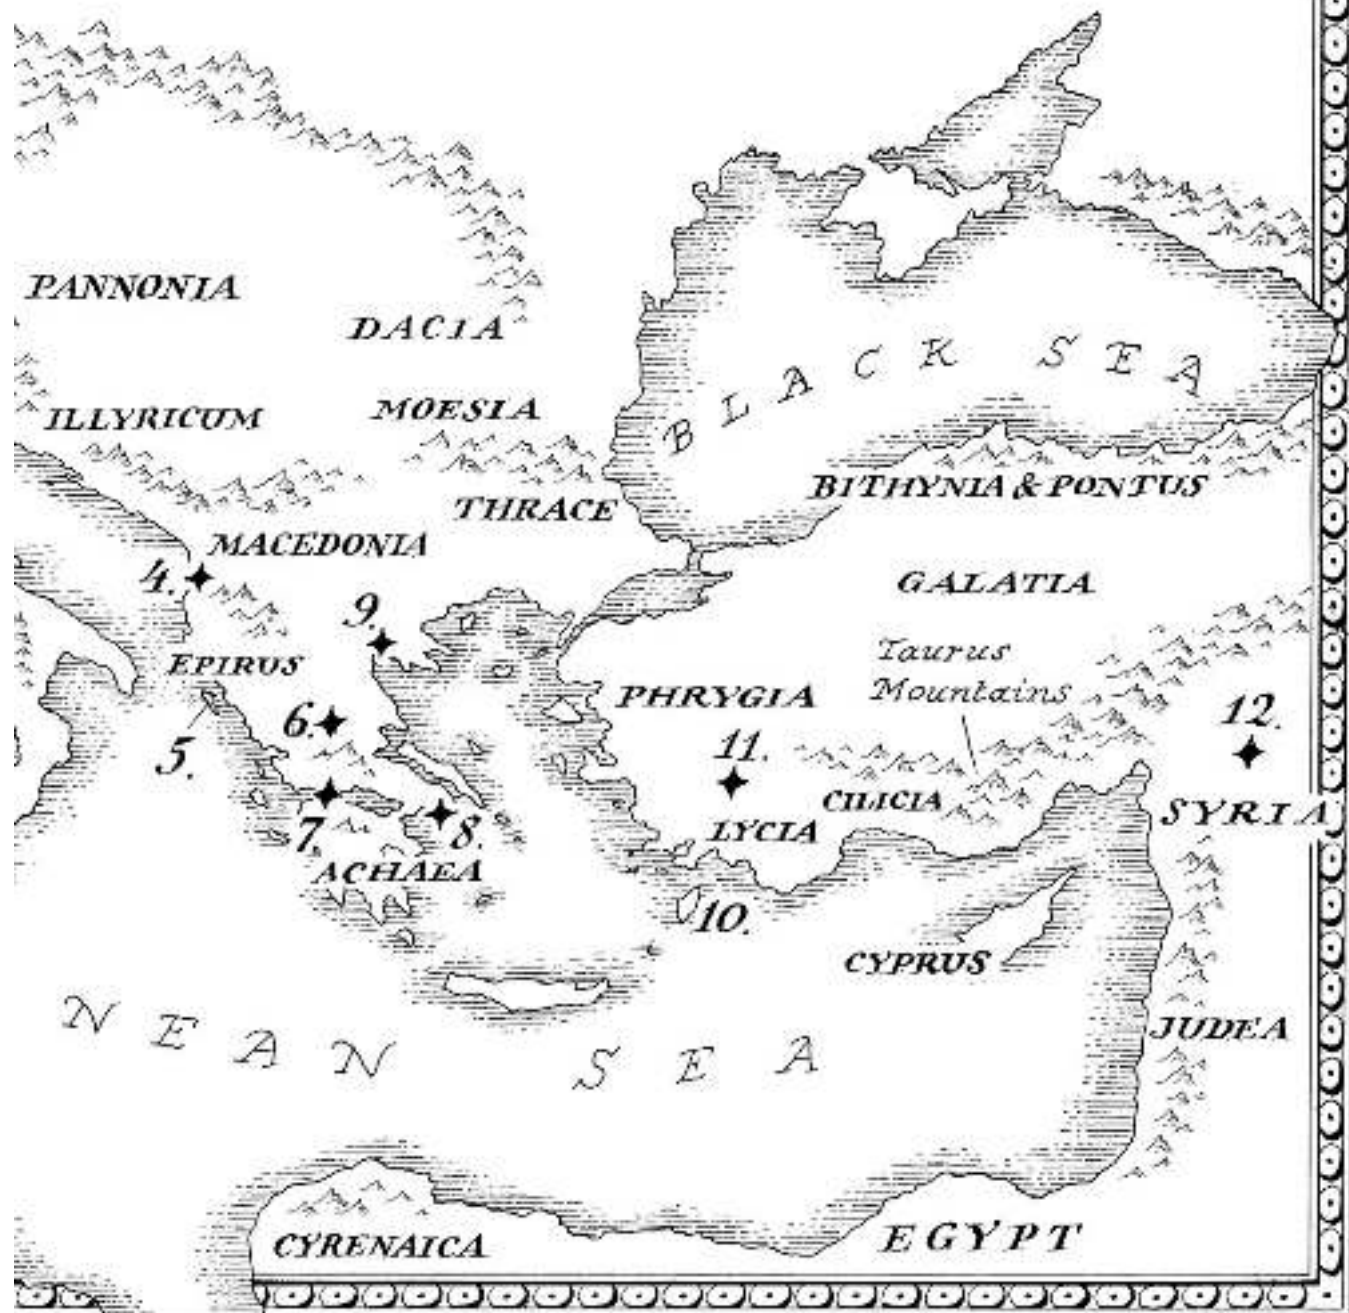 PANNONIA
DACIA
BLACK SEA
ILLYRICUM
MOESIA
THRACE
BITHYNIA & PONTUS
MACEDONIA
4.
GALATIA
9.
EPIRUS
Taurus
Mountains
PHRYGIA
12.
6.
11.
5.
CILICIA
SYRIA
7.
8.
LYCIA
ACHAEA
10.
CYPRUS
NEAN SEA
JUDEA
CYRENAICA
EGYPT